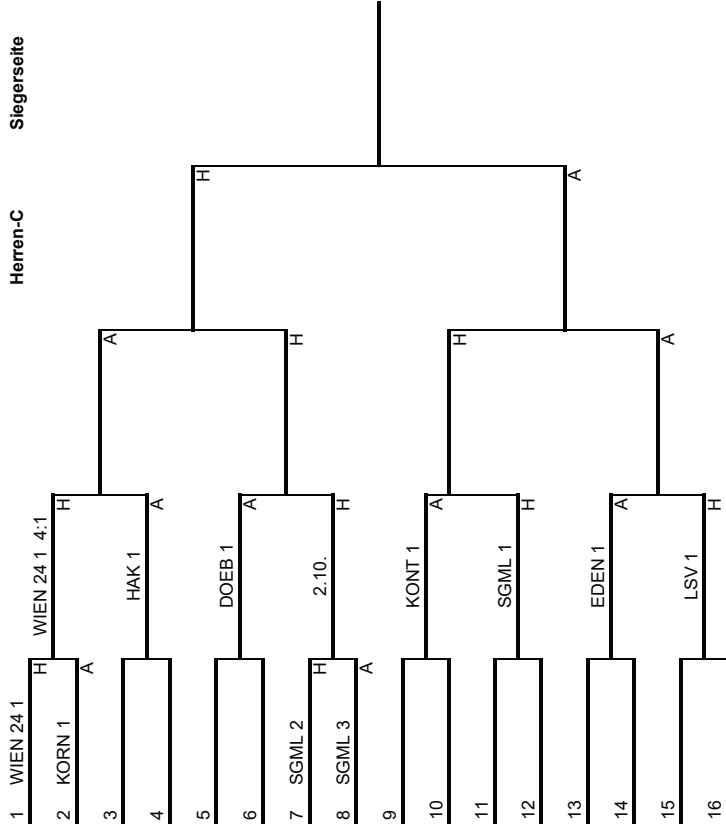 Herren-C Siegerseite
1 WIEN 24 1
H
WIEN 24 1 4:1
H
2 KORN 1
A
A
3
HAK 1
A
4
H
5
DOEB 1
A
6
H
7 SGML 2
H
2.10.
H
8 SGML 3
A
9
KONT 1
A
10
H
11
SGML 1
H
12
A
13
EDEN 1
A
14
A
15
LSV 1
H
16